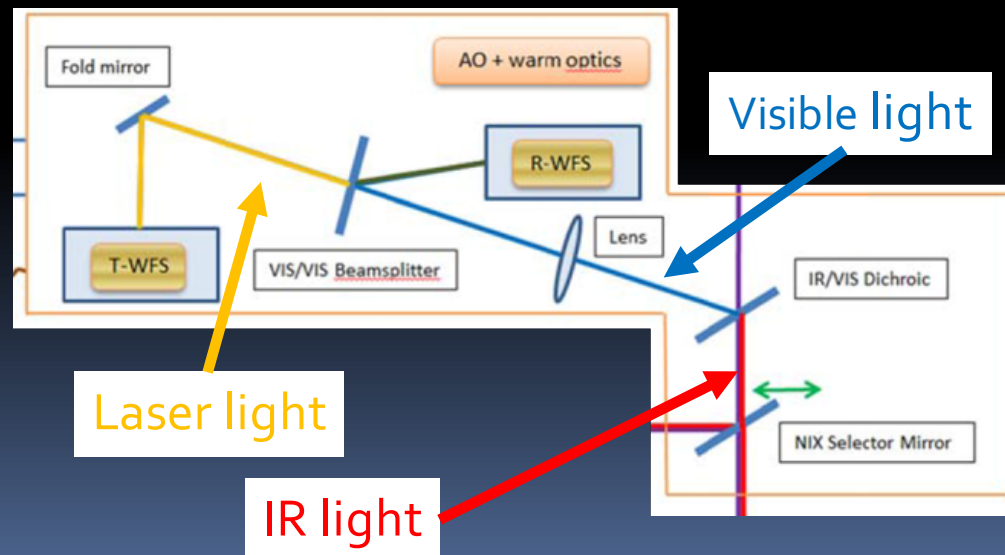 Fold mirror
AO + warm optics
Visible light
R-WFS
Lens
T-WFS
VIS/VIS Beamsplitter
IR/VIS Dichroic
Laser light
NIX Selector Mirror
IR light